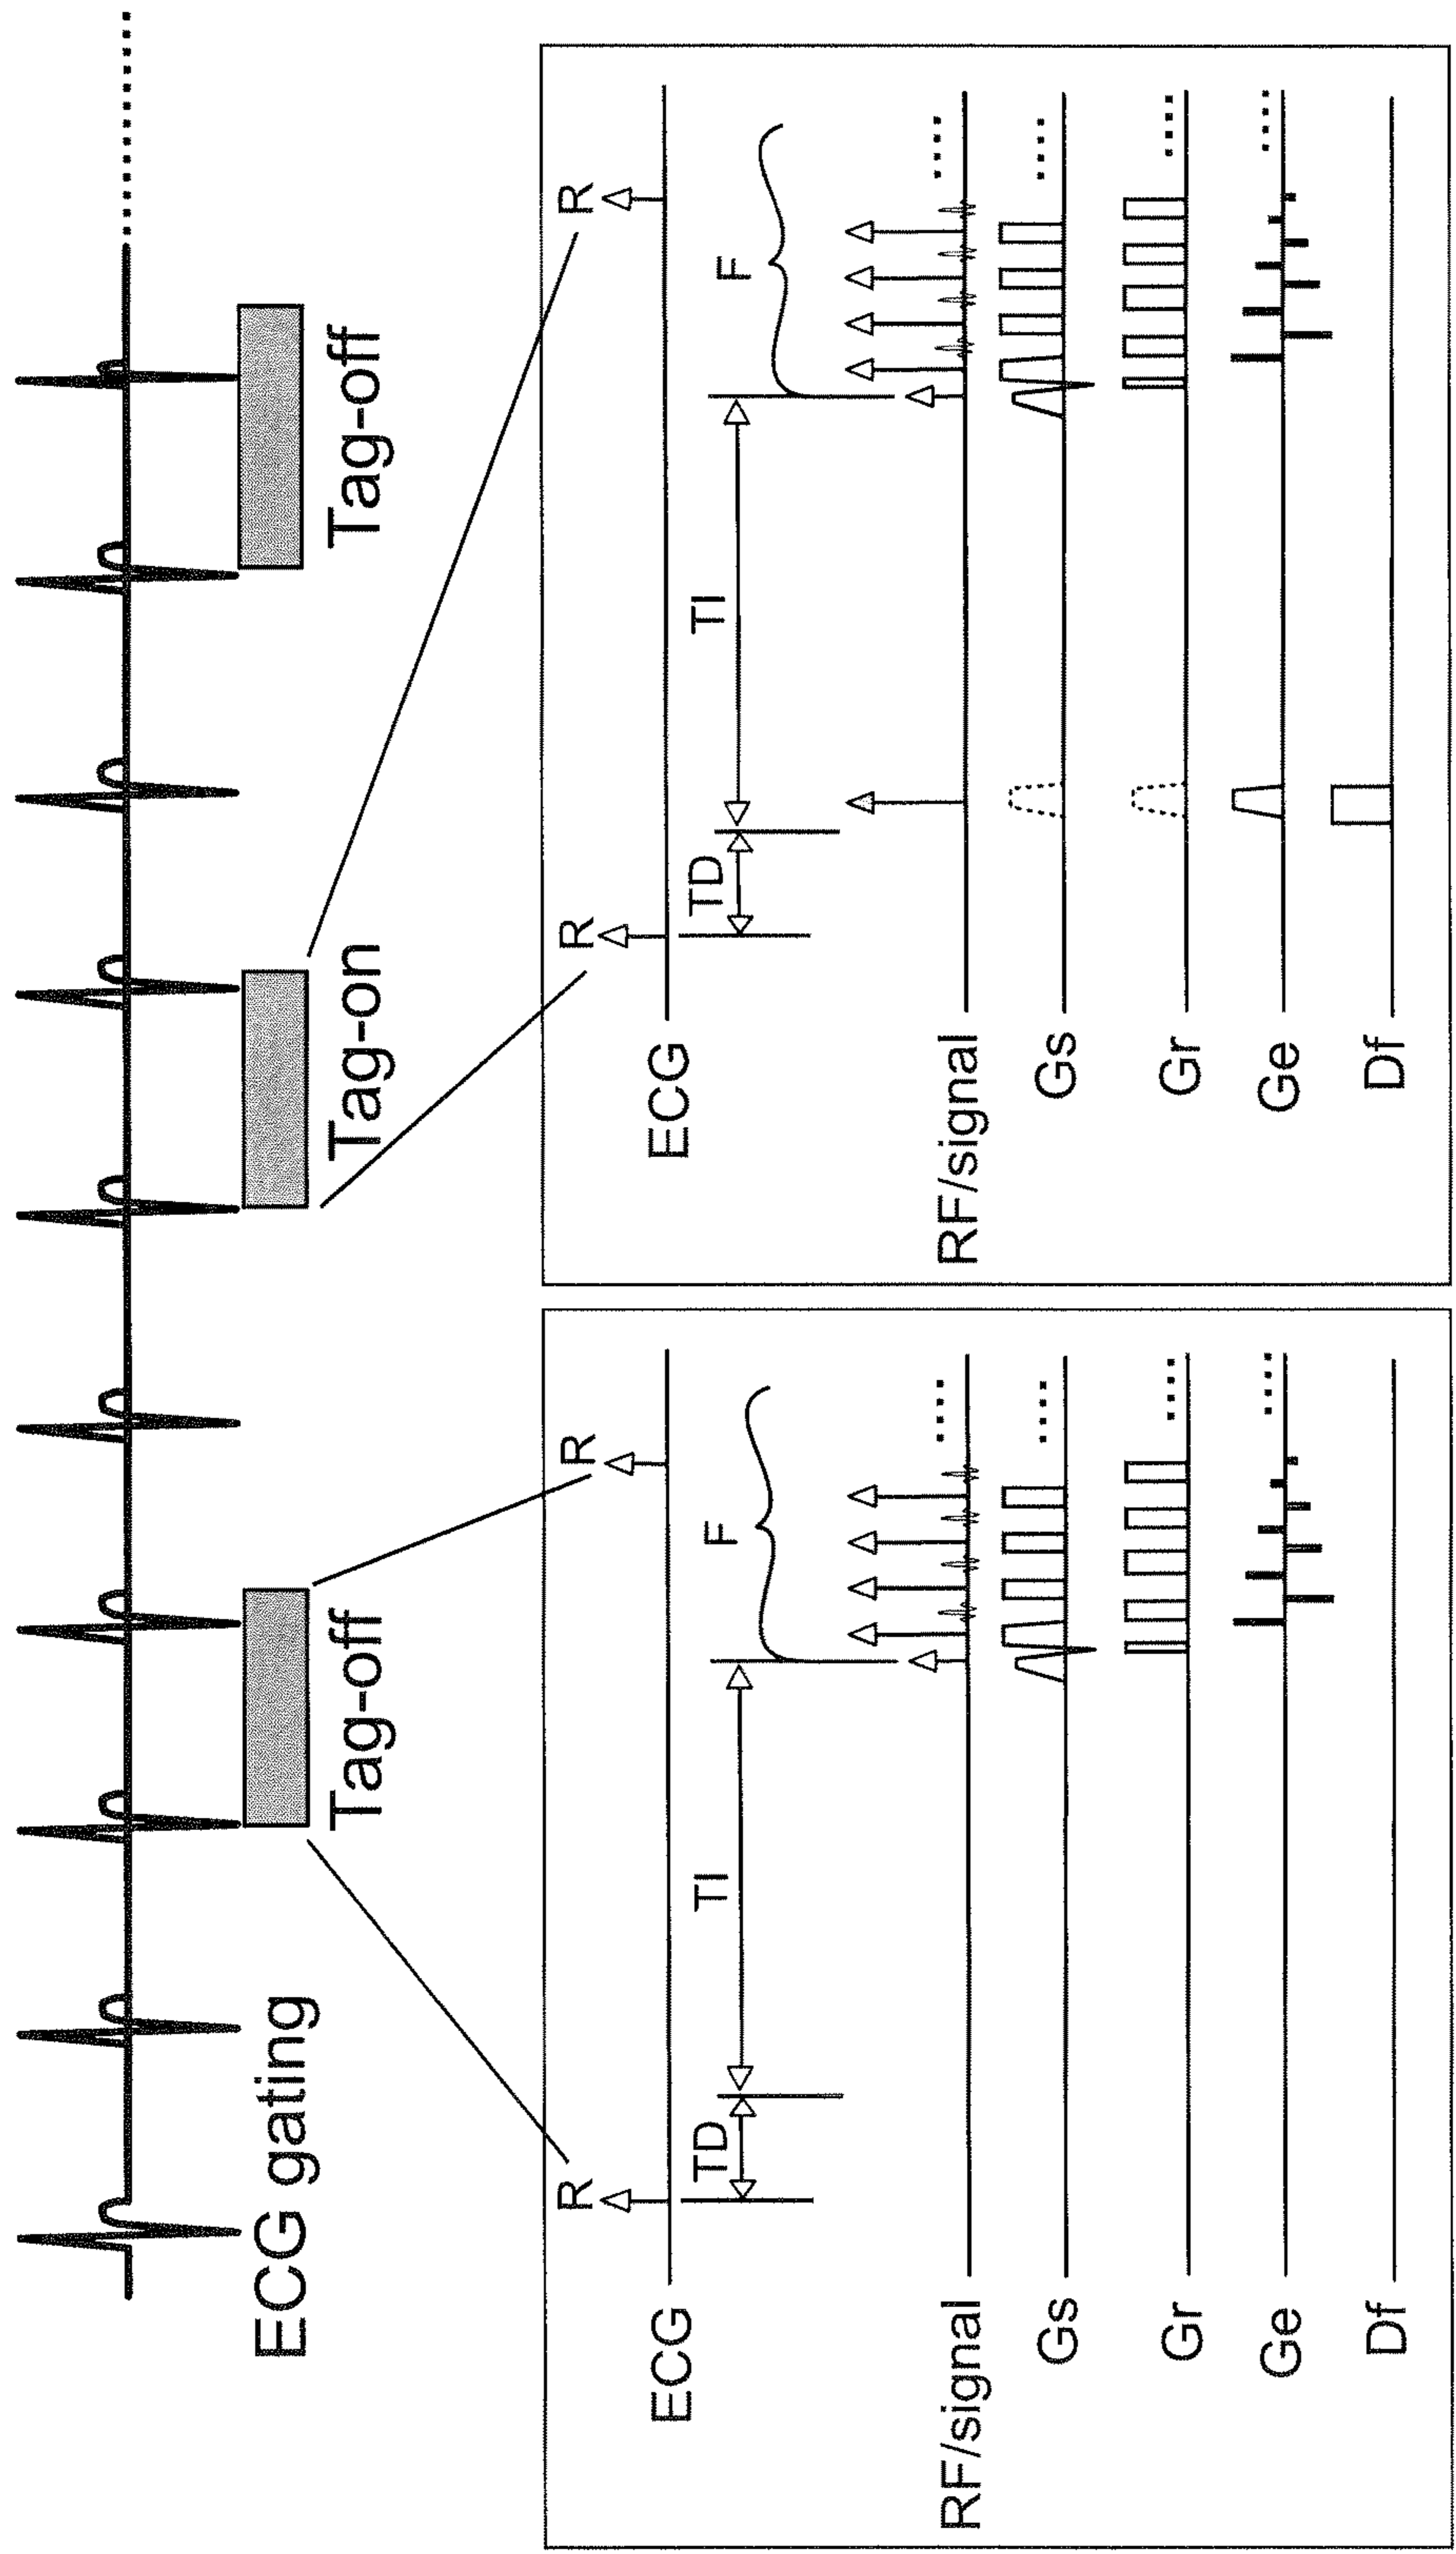 ECG gating
Tag-off
Tag-on
Tag-off
R
R
ECG
TD
TI
F
RF/signal
Gs
Gr
Ge
Df
R
R
ECG
TD
TI
F
RF/signal
Gs
Gr
Ge
Df